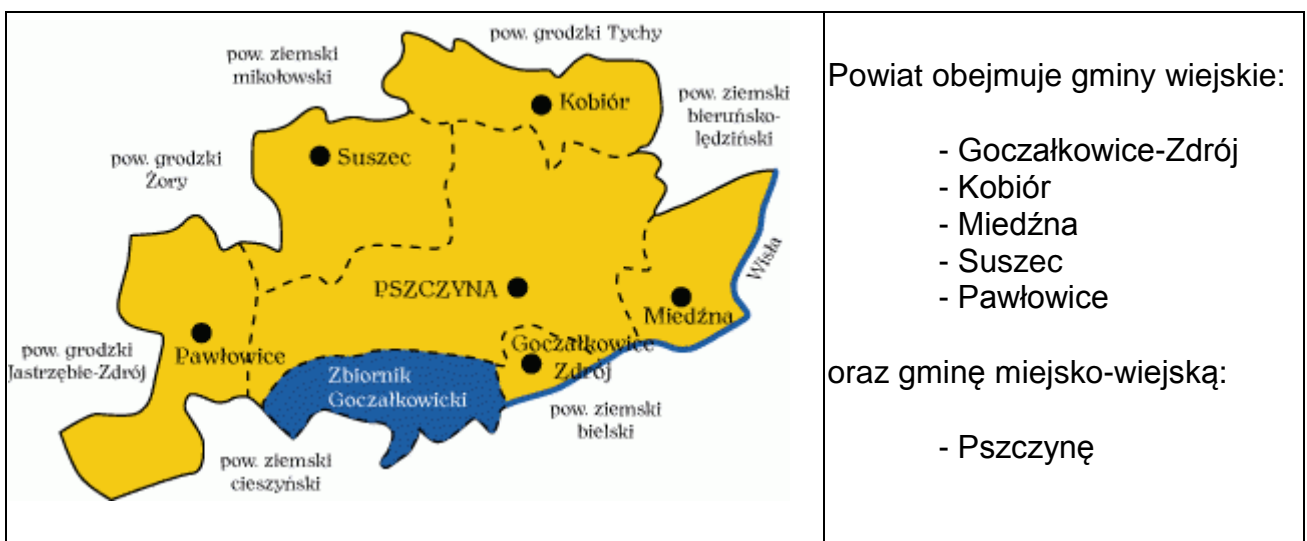 pow. grodzki Tychy
pow. ziemski
mikołowski
Kobiór
pow. ziemski
bieruńsko-
lędziński
Suszec
pow. grodzki
Żory
Wisła
PSZCZYNA
Miedźna
Pawłowice
Goczałkowice
Zdrój
pow. grodzki
Jastrzębie-Zdrój
Zbiornik
Goczałkowicki
pow. ziemski
bielski
pow. ziemski
cieszyński
Powiat obejmuje gminy wiejskie:
- Goczałkowice-Zdrój
- Kobiór
- Miedźna
- Suszec
- Pawłowice
oraz gminę miejsko-wiejską:
- Pszczynę